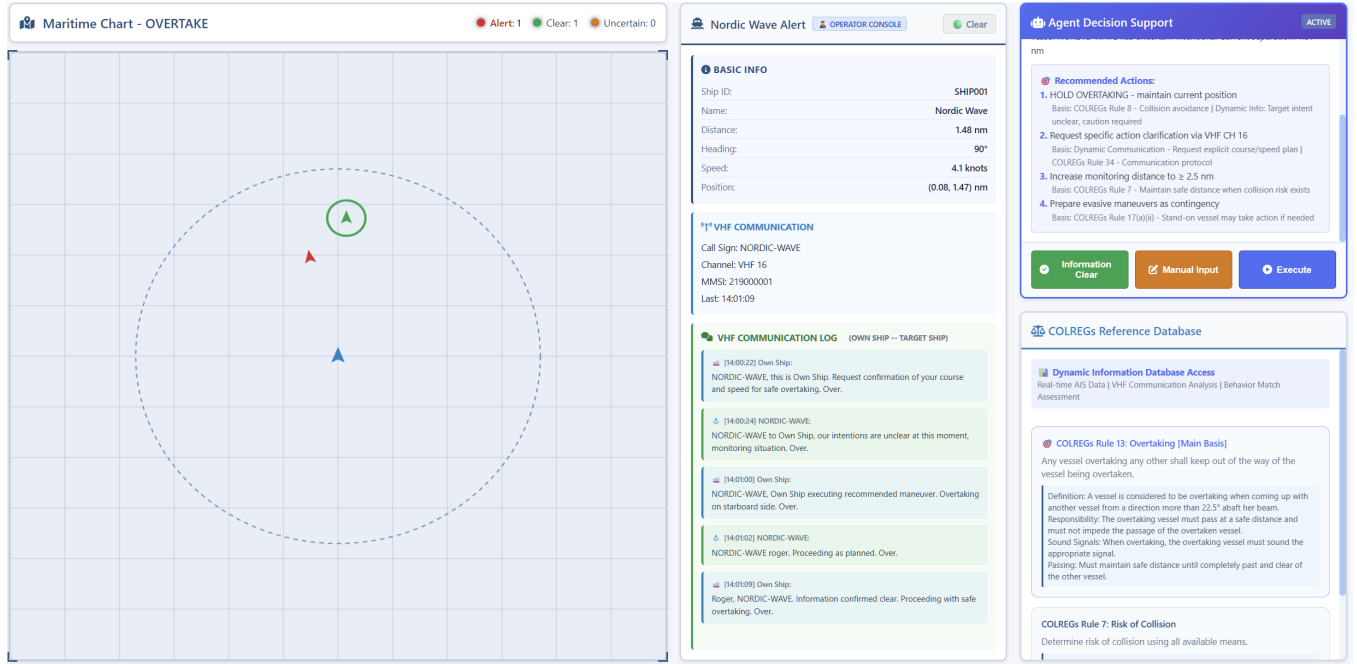 Maritime Chart - OVERTAKE
Alert: 1
Clear: 1
Uncertain: 0
Nordic Wave Alert
OPERATOR CONSOLE
Clear
BASIC INFO
Ship ID:
SHIP001
Name:
Nordic Wave
Distance:
1.48 nm
Heading:
90°
Speed:
4.1 knots
Position:
(0.08, 1.47) nm
VHF COMMUNICATION
Call Sign: NORDIC-WAVE
Channel: VHF 16
MMSI: 219000001
Last: 14:01:09
VHF COMMUNICATION LOG (OWN SHIP ↔ TARGET SHIP)
[14:00:22] Own Ship:
NORDIC-WAVE, this is Own Ship. Request confirmation of your course
and speed for safe overtaking. Over.
[14:00:24] NORDIC-WAVE:
NORDIC-WAVE to Own Ship, our intentions are unclear at this moment,
monitoring situation. Over.
[14:01:00] Own Ship:
NORDIC-WAVE, Own Ship executing recommended maneuver. Overtaking
on starboard side. Over.
[14:01:02] NORDIC-WAVE:
NORDIC-WAVE roger. Proceeding as planned. Over.
[14:01:09] Own Ship:
Roger, NORDIC-WAVE. Information confirmed clear. Proceeding with safe
overtaking. Over.
Agent Decision Support
ACTIVE
nm
Recommended Actions:
1. HOLD OVERTAKING - maintain current position
Basis: COLREGs Rule 8 - Collision avoidance | Dynamic Info: Target intent
unclear, caution required
2. Request specific action clarification via VHF CH 16
Basis: Dynamic Communication - Request explicit course/speed plan |
COLREGs Rule 34 - Communication protocol
3. Increase monitoring distance to ≥ 2.5 nm
Basis: COLREGs Rule 7 - Maintain safe distance when collision risk exists
4. Prepare evasive maneuvers as contingency
Basis: COLREGs Rule 17(a)(ii) - Stand-on vessel may take action if needed
Information
Clear
Manual Input
Execute
COLREGs Reference Database
Dynamic Information Database Access
Real-time AIS Data | VHF Communication Analysis | Behavior Match
Assessment
COLREGs Rule 13: Overtaking [Main Basis]
Any vessel overtaking any other shall keep out of the way of the
vessel being overtaken.
Definition: A vessel is considered to be overtaking when coming up with
another vessel from a direction more than 22.5° abaft her beam.
Responsibility: The overtaking vessel must pass at a safe distance and
must not impede the passage of the overtaken vessel.
Sound Signals: When overtaking, the overtaking vessel must sound the
appropriate signal.
Passing: Must maintain safe distance until completely past and clear of
the other vessel.
COLREGs Rule 7: Risk of Collision
Determine risk of collision using all available means.